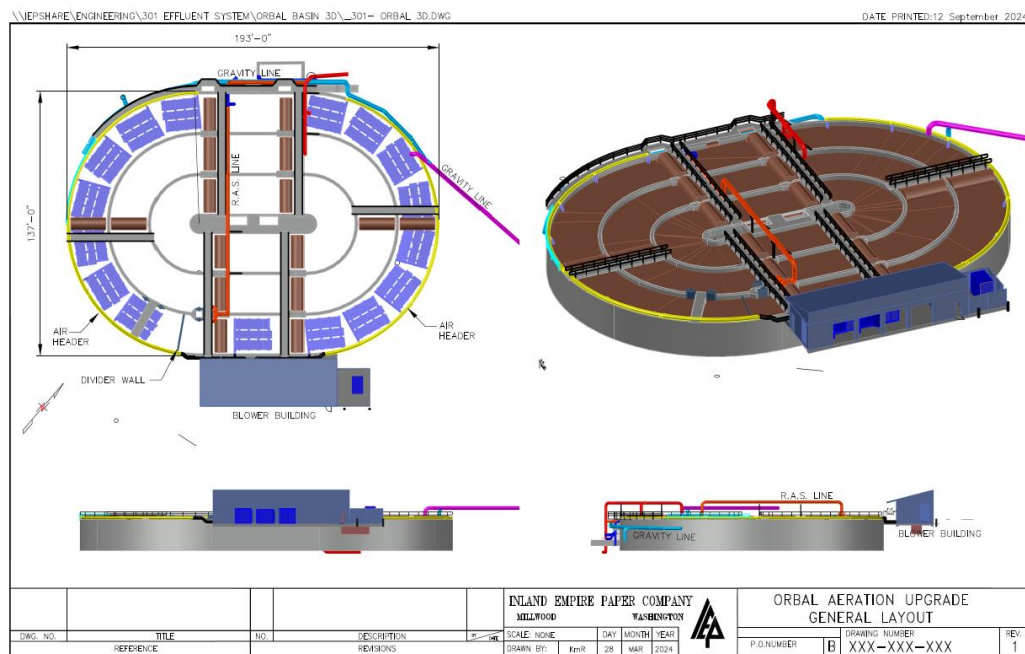 \\IEPSHARE\ENGINEERING\301 EFFLUENT SYSTEM\ORBAL BASIN 3D\_301- ORBAL 3D.DWG
DATE PRINTED:12 September 2024
193'-0"
GRAVITY LINE
R.A.S. LINE
137'-0"
GRAVITY LINE
AIR HEADER
AIR HEADER
DIVIDER WALL
BLOWER BUILDING
R.A.S. LINE
GRAVITY LINE
BLOWER BUILDING
INLAND EMPIRE PAPER COMPANY
MILLWOOD WASHINGTON
IEP
ORBAL AERATION UPGRADE
GENERAL LAYOUT
DWG. NO. TITLE NO. DESCRIPTION BY DATE
REFERENCE REVISIONS
SCALE: NONE DAY MONTH YEAR
DRAWN BY: KmR 28 MAR 2024
P.O.NUMBER B DRAWING NUMBER REV.
XXX-XXX-XXX 1